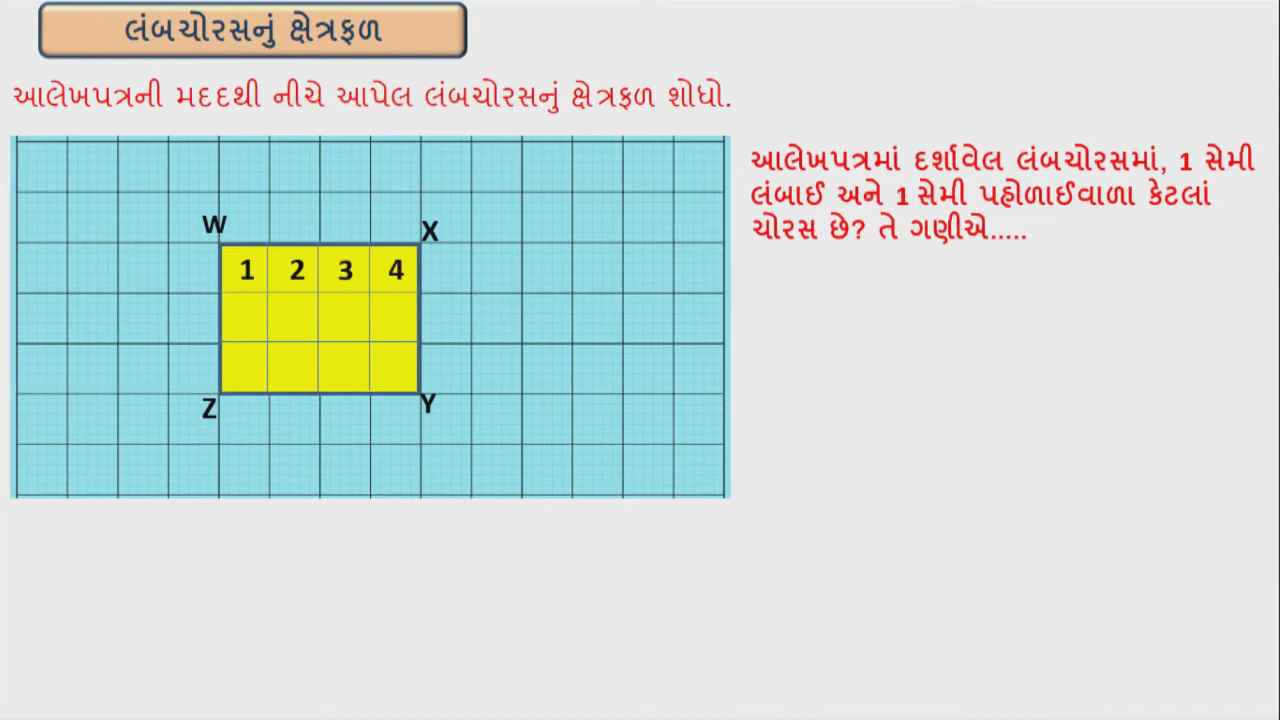 લંબચોરસનું ક્ષેત્રફળ
આલેખપત્રની મદદથી નીચે આપેલ લંબચોરસનું ક્ષેત્રફળ શોધો.
આલેખપત્રમાં દર્શાવેલ લંબચોરસમાં, 1 સેમી
લંબાઈ અને 1 સેમી પહોળાઈવાળા કેટલાં
ચોરસ છે? તે ગણીએ.....
W X
1 2 3 4
Z Y